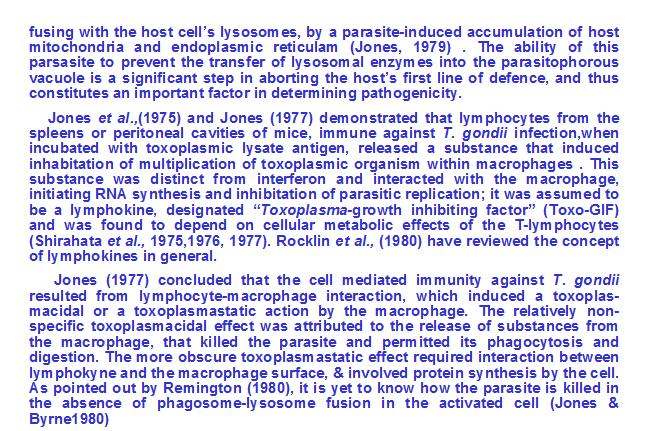 fusing with the host cell's lysosomes, by a parasite-induced accumulation of host
mitochondria and endoplasmic reticulam (Jones, 1979) . The ability of this
parsasite to prevent the transfer of lysosomal enzymes into the parasitophorous
vacuole is a significant step in aborting the host's first line of defence, and thus
constitutes an important factor in determining pathogenicity.
Jones et al.,(1975) and Jones (1977) demonstrated that lymphocytes from the
spleens or peritoneal cavities of mice, immune against T. gondii infection,when
incubated with toxoplasmic lysate antigen, released a substance that induced
inhabitation of multiplication of toxoplasmic organism within macrophages . This
substance was distinct from interferon and interacted with the macrophage,
initiating RNA synthesis and inhibitation of parasitic replication; it was assumed to
be a lymphokine, designated “Toxoplasma-growth inhibiting factor” (Toxo-GIF)
and was found to depend on cellular metabolic effects of the T-lymphocytes
(Shirahata et al., 1975,1976, 1977). Rocklin et al., (1980) have reviewed the concept
of lymphokines in general.
Jones (1977) concluded that the cell mediated immunity against T. gondii
resulted from lymphocyte-macrophage interaction, which induced a toxoplas-
macidal or a toxoplasmastatic action by the macrophage. The relatively non-
specific toxoplasmacidal effect was attributed to the release of substances from
the macrophage, that killed the parasite and permitted its phagocytosis and
digestion. The more obscure toxoplasmastatic effect required interaction between
lymphokyne and the macrophage surface, & involved protein synthesis by the cell.
As pointed out by Remington (1980), it is yet to know how the parasite is killed in
the absence of phagosome-lysosome fusion in the activated cell (Jones &
Byrne1980)